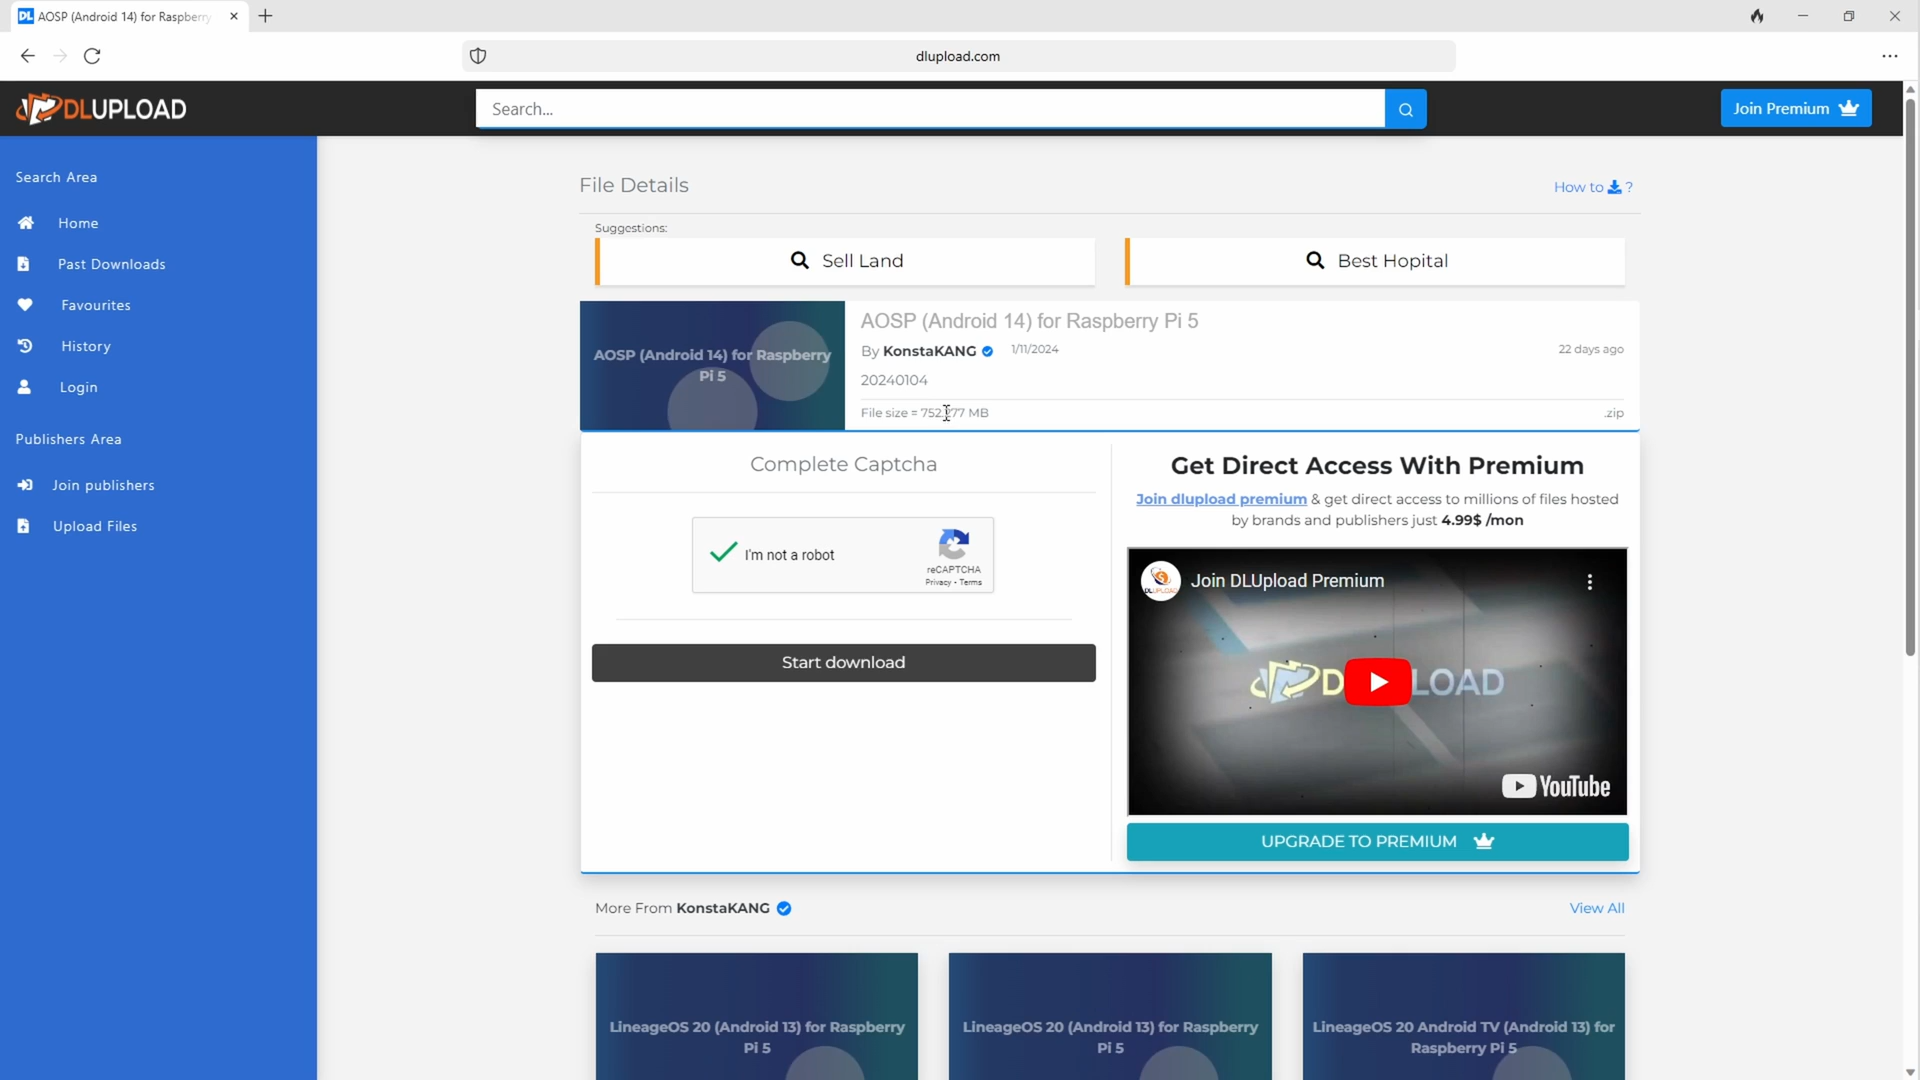 DL AOSP (Android 14) for Raspberry
dlupload.com
DLUPLOAD
Search...
Join Premium
Search Area
Home
Past Downloads
Favourites
History
Login
Publishers Area
Join publishers
Upload Files
File Details
How to ?
Suggestions:
Sell Land
Best Hopital
AOSP (Android 14) for Raspberry
Pi 5
AOSP (Android 14) for Raspberry Pi 5
By KonstaKANG 1/11/2024
22 days ago
20240104
File size = 752.277 MB
.zip
Complete Captcha
I'm not a robot
reCAPTCHA
Privacy - Terms
Start download
Get Direct Access With Premium
Join dlupload premium & get direct access to millions of files hosted
by brands and publishers just 4.99$ /mon
Join DLUpload Premium
YouTube
UPGRADE TO PREMIUM
More From KonstaKANG
View All
LineageOS 20 (Android 13) for Raspberry
Pi 5
LineageOS 20 (Android 13) for Raspberry
Pi 5
LineageOS 20 Android TV (Android 13) for
Raspberry Pi 5